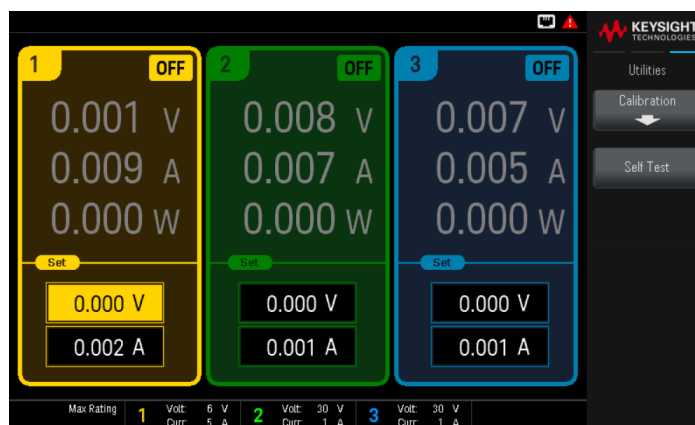 KEYSIGHT
TECHNOLOGIES
1 OFF
0.001 V
0.009 A
0.000 W
Set
0.000 V
0.002 A
2 OFF
0.008 V
0.007 A
0.000 W
Set
0.000 V
0.001 A
3 OFF
0.007 V
0.005 A
0.000 W
Set
0.000 V
0.001 A
Utilities
Calibration
Self Test
Max Rating 1 Volt: 6 V 2 Volt: 30 V 3 Volt: 30 V
Curr: 5 A Curr: 1 A Curr: 1 A